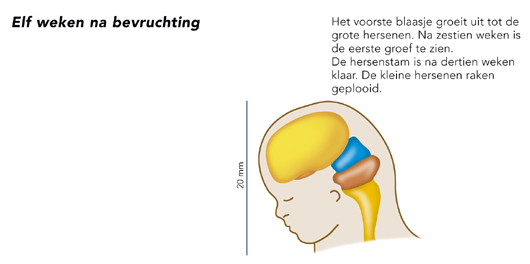 Elf weken na bevruchting
Het voorste blaasje groeit uit tot de
grote hersenen. Na zestien weken is
de eerste groef te zien.
De hersenstam is na dertien weken
klaar. De kleine hersenen raken
geplooid.
20 mm